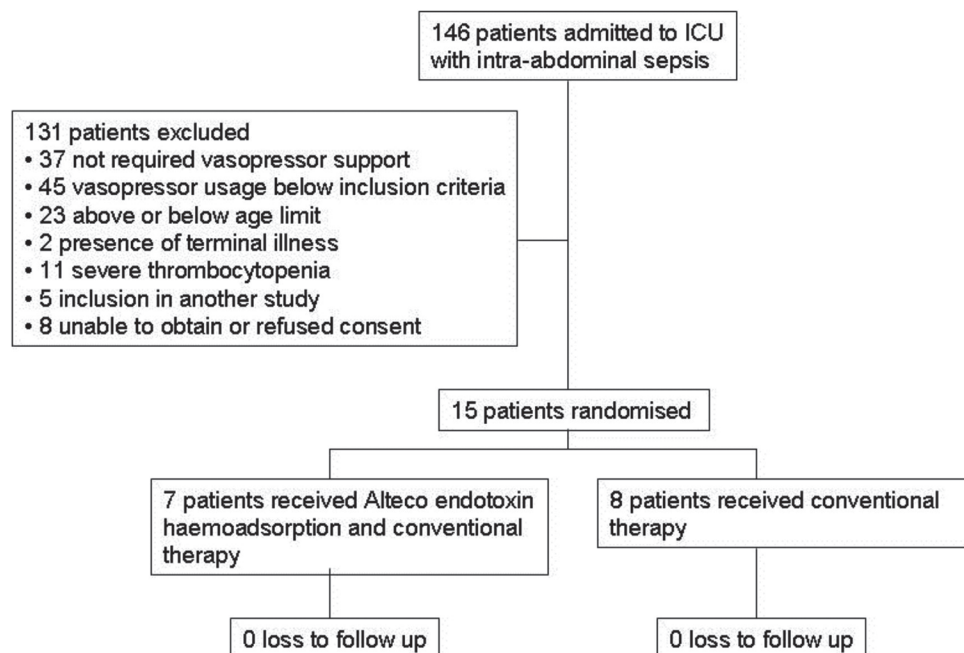 146 patients admitted to ICU
with intra-abdominal sepsis
131 patients excluded
• 37 not required vasopressor support
• 45 vasopressor usage below inclusion criteria
• 23 above or below age limit
• 2 presence of terminal illness
• 11 severe thrombocytopenia
• 5 inclusion in another study
• 8 unable to obtain or refused consent
15 patients randomised
7 patients received Alteco endotoxin
haemoadsorption and conventional
therapy
8 patients received conventional
therapy
0 loss to follow up
0 loss to follow up